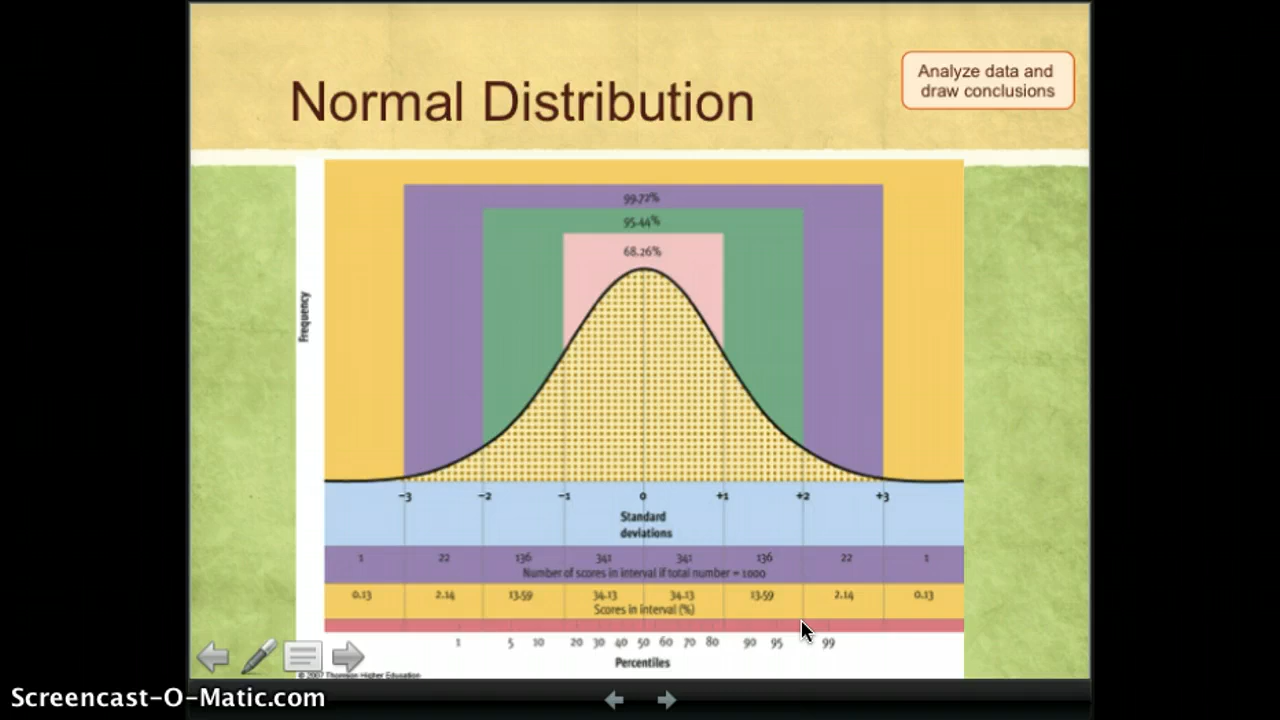 Normal Distribution
Analyze data and
draw conclusions
99.72%
95.44%
68.26%
Frequency
-3 -2 -1 0 +1 +2 +3
Standard
deviations
1 22 136 341 341 136 22 1
Number of scores in interval if total number = 1000
0.13 2.14 13.59 34.13 34.13 13.59 2.14 0.13
Scores in interval (%)
1 5 10 20 30 40 50 60 70 80 90 95 99
Percentiles
© 2007 Thomson Higher Education
Screencast-O-Matic.com